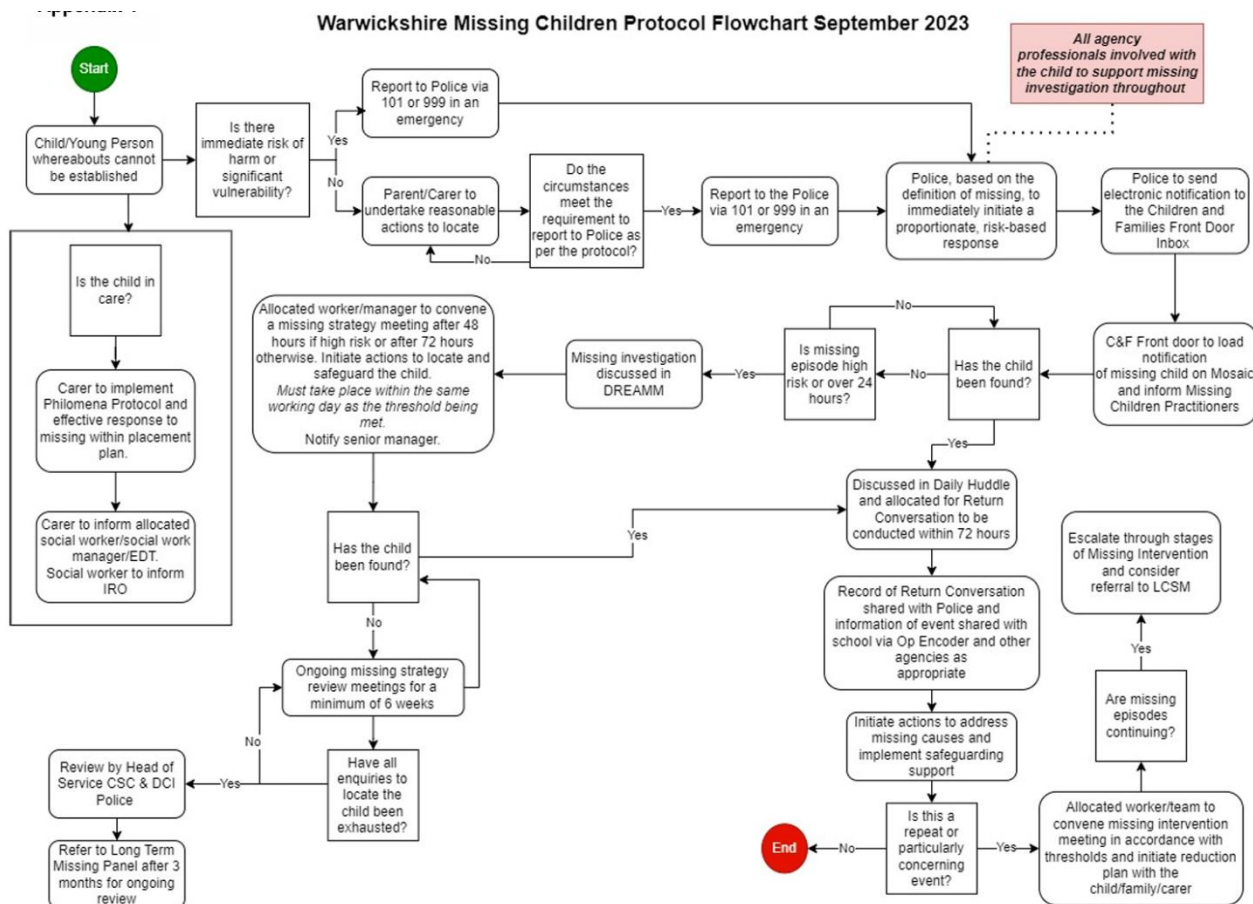 Warwickshire Missing Children Protocol Flowchart September 2023
All agency
professionals involved with
the child to support missing
investigation throughout
Start
Child/Young Person
whereabouts cannot
be established
Is there
immediate risk of
harm or
significant
vulnerability?
Yes
No
Report to Police via
101 or 999 in an
emergency
Parent/Carer to
undertake reasonable
actions to locate
Do the
circumstances
meet the
requirement to
report to Police as
per the protocol?
No
Yes
Report to the Police
via 101 or 999 in an
emergency
Police, based on the
definition of missing, to
immediately initiate a
proportionate, risk-based
response
Police to send
electronic notification to
the Children and
Families Front Door
Inbox
Is the child in
care?
Carer to implement
Philomena Protocol and
effective response to
missing within placement
plan.
Carer to inform allocated
social worker/social work
manager/EDT.
Social worker to inform
IRO
C&F Front door to load
notification
of missing child on Mosaic
and inform Missing
Children Practitioners
Has the child
been found?
No
No
Is missing
episode high
risk or over 24
hours?
Yes
Missing investigation
discussed in
DREAMM
Allocated worker/manager to convene
a missing strategy meeting after 48
hours if high risk or after 72 hours
otherwise. Initiate actions to locate and
safeguard the child.
Must take place within the same
working day as the threshold being
met.
Notify senior manager.
Has the child
been found?
Yes
No
Ongoing missing strategy
review meetings for a
minimum of 6 weeks
No
Have all
enquiries to
locate the
child been
exhausted?
Yes
Review by Head of
Service CSC & DCI
Police
Refer to Long Term
Missing Panel after 3
months for ongoing
review
Yes
Discussed in Daily Huddle
and allocated for Return
Conversation to be
conducted within 72 hours
Record of Return Conversation
shared with Police and
information of event shared with
school via Op Encoder and other
agencies as
appropriate
Initiate actions to address
missing causes and
implement safeguarding
support
Is this a
repeat or
particularly
concerning
event?
No
End
Yes
Allocated worker/team to
convene missing intervention
meeting in accordance with
thresholds and initiate reduction
plan with the
child/family/carer
Are missing
episodes
continuing?
Yes
Escalate through stages
of Missing Intervention
and consider
referral to LCSM